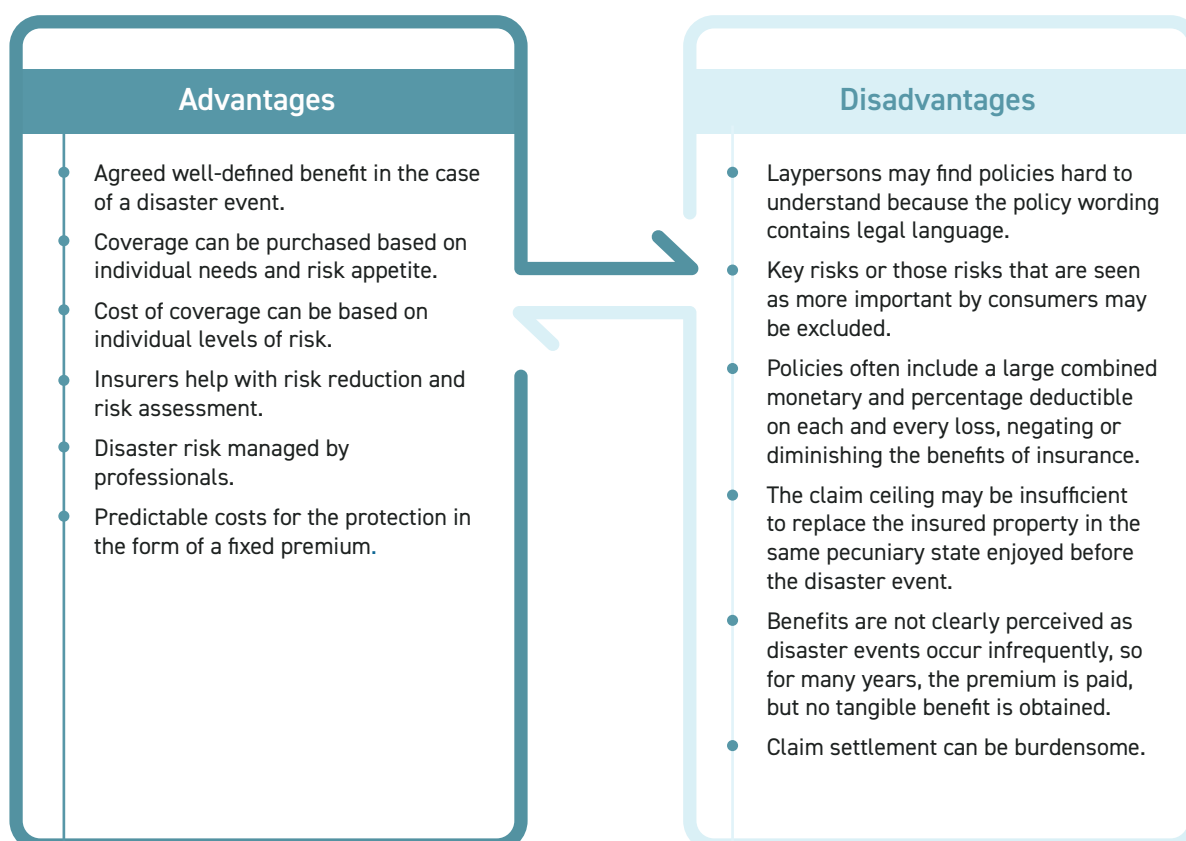 Advantages
Agreed well-defined benefit in the case
of a disaster event.
Coverage can be purchased based on
individual needs and risk appetite.
Cost of coverage can be based on
individual levels of risk.
Insurers help with risk reduction and
risk assessment.
Disaster risk managed by
professionals.
Predictable costs for the protection in
the form of a fixed premium.
Disadvantages
Laypersons may find policies hard to
understand because the policy wording
contains legal language.
Key risks or those risks that are seen
as more important by consumers may
be excluded.
Policies often include a large combined
monetary and percentage deductible
on each and every loss, negating or
diminishing the benefits of insurance.
The claim ceiling may be insufficient
to replace the insured property in the
same pecuniary state enjoyed before
the disaster event.
Benefits are not clearly perceived as
disaster events occur infrequently, so
for many years, the premium is paid,
but no tangible benefit is obtained.
Claim settlement can be burdensome.